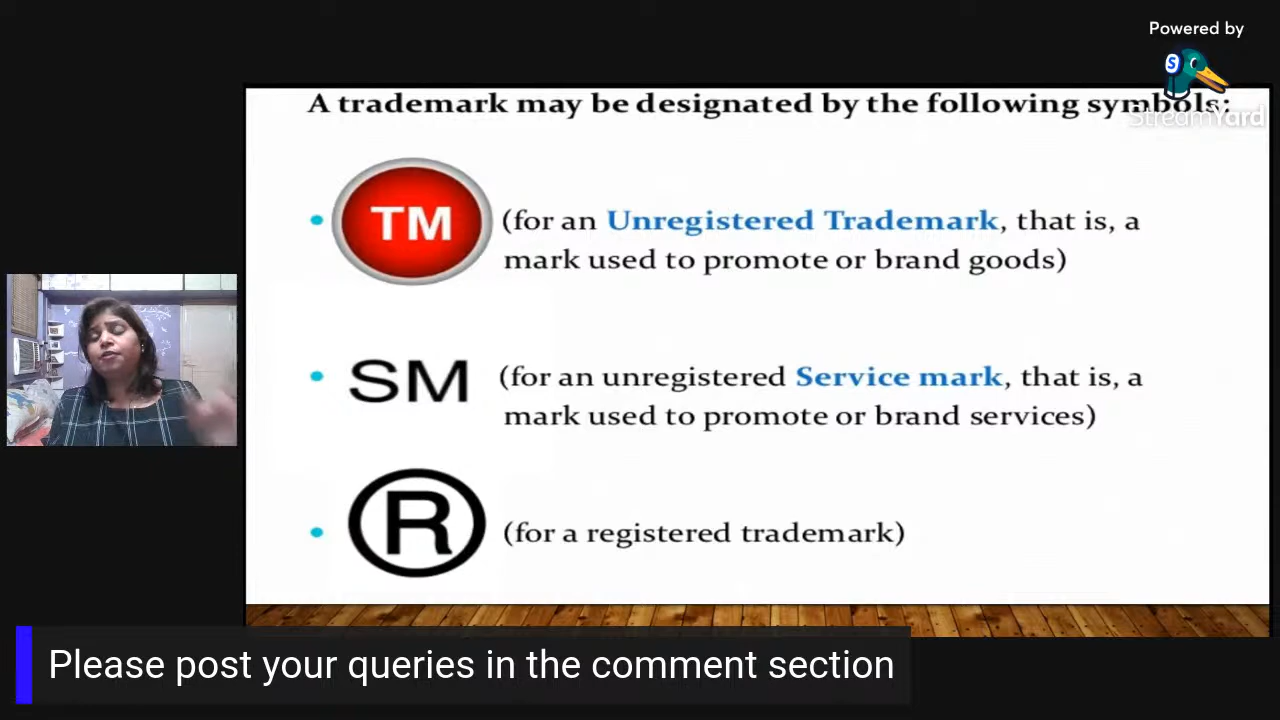 Powered by
StreamYard
A trademark may be designated by the following symbols:
TM
(for an Unregistered Trademark, that is, a
mark used to promote or brand goods)
SM
(for an unregistered Service mark, that is, a
mark used to promote or brand services)
®
(for a registered trademark)
Please post your queries in the comment section